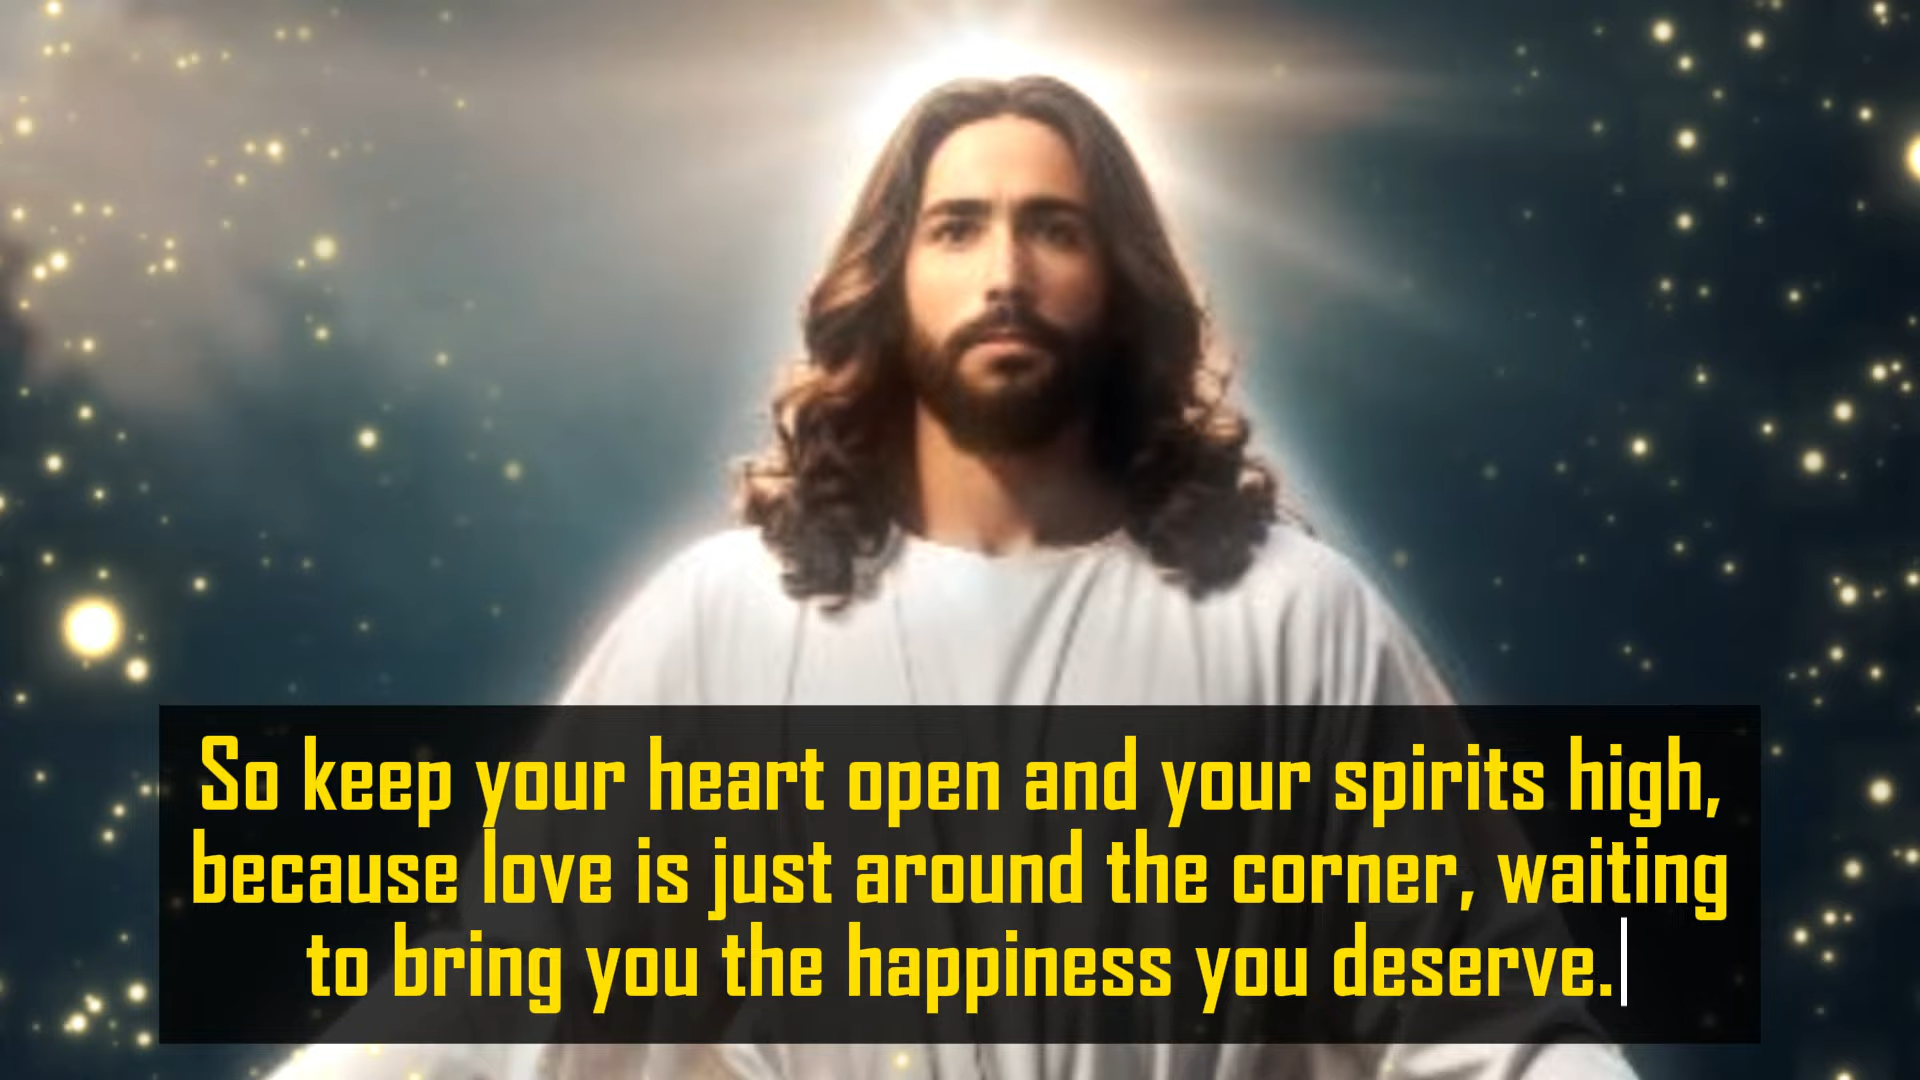 So keep your heart open and your spirits high,
because love is just around the corner, waiting
to bring you the happiness you deserve.